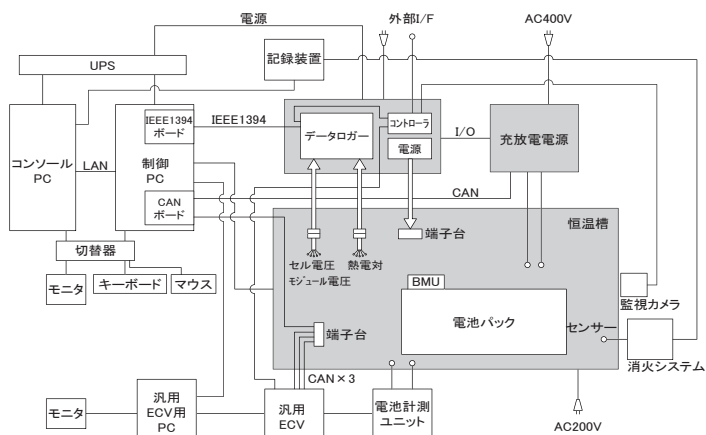 電源
外部I/F
AC400V
UPS
記録装置
IEEE1394
ボード
IEEE1394
データロガー
コントローラ
電源
I/O
充放電電源
コンソール
PC
LAN
制御
PC
CAN
ボード
CAN
恒温槽
端子台
切替器
セル電圧
モジュール電圧
熱電対
モニタ
キーボード
マウス
BMU
電池パック
監視カメラ
センサー
端子台
消火システム
CAN×3
モニタ
汎用
ECV用
PC
汎用
ECV
電池計測
ユニット
AC200V